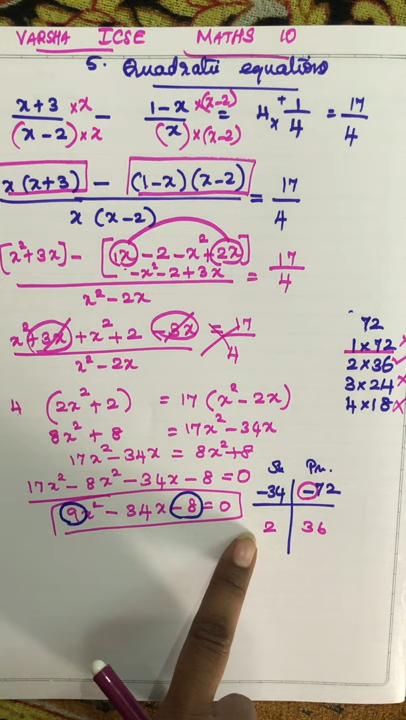 VARSHA ICSE MATHS 10
5. Quadratic equations
(x+3)×x/(x-2)×x - (1-x)×(x-2)/(x)×(x-2) = 4 + 1/4 = 17/4
x(x+3) - (1-x)(x-2) / x(x-2) = 17/4
[x²+3x] - [1x-2-x²+2x] / x²-2x = 17/4
-x²-2+3x
x²+3x+x²+2-3x / x²-2x = 17/4
4 (2x²+2) = 17(x²-2x)
8x²+8 = 17x²-34x
17x²-34x = 8x²+8
17x²-8x²-34x-8=0
9x²-34x-8=0
72
1×72 ×
2×36 ✓
3×24 ×
4×18 ×
Pr.
-34 | -72
2 | 36